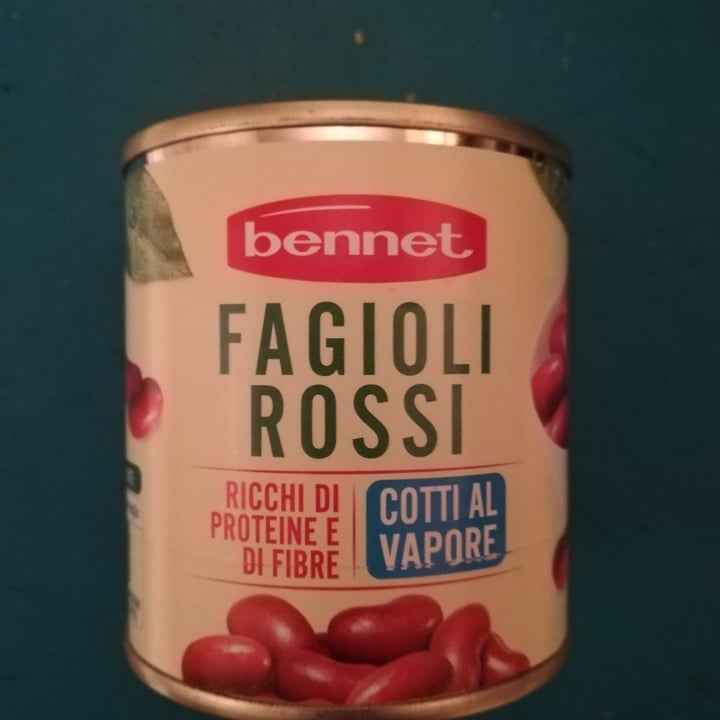 bennet
FAGIOLI
ROSSI
RICCHI DI
PROTEINE E
DI FIBRE
COTTI AL
VAPORE